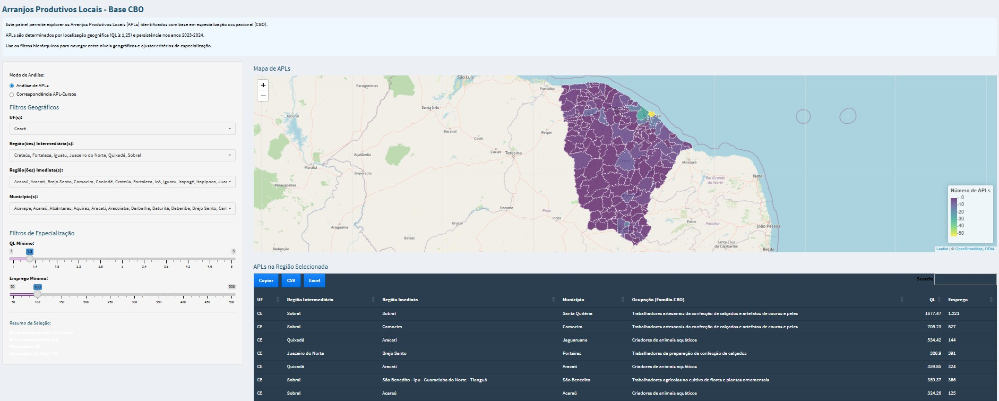 Arranjos Produtivos Locais - Base CBO
Este painel permite explorar os Arranjos Produtivos Locais (APLs) identificados com base em especialização ocupacional (CBO).
APLs são determinados por localização geográfica (QL ≥ 1,25) e persistência nos anos 2023-2024.
Use os filtros hierárquicos para navegar entre níveis geográficos e ajustar critérios de especialização.
Modo de Análise:
Análise de APLs
Correspondência APL-Cursos
Filtros Geográficos
UF(s):
Ceará
Região(ões) Intermediária(s):
Crateús, Fortaleza, Iguatu, Juazeiro do Norte, Quixadá, Sobral
Região(ões) Imediata(s):
Acaraú, Aracati, Brejo Santo, Camocim, Canindé, Crateús, Fortaleza, Icó, Iguatu, Itapagé, Itapipoca, Jua
Município(s):
Acarape, Acaraú, Alcântaras, Aquiraz, Aracati, Aracoiaba, Barbalha, Baturité, Beberibe, Brejo Santo, Cam
Filtros de Especialização
QL Mínimo:
1 1.3 5
1 1.4 1.8 2.2 2.6 3 3.4 3.8 4.2 4.6 5
Emprego Mínimo:
50 100 500
50 100 150 200 250 300 350 400 450 500
Resumo da Seleção:
Mapa de APLs
+
−
São Luís
Paragominas
Parnaíba
Santa Inês
Tucuruí
Bacabal
Piripiri
Codó
Caxias
Teresina
Açailândia
Marabá
Imperatriz
Mossoró
Natal
Rio Grande do Norte
Parauapebas
Floriano
Piauí
Picos
Patos
Paraíba
João Pessoa
Araguaína
Uruçuí
Balsas
Redenção
Santa Cruz do Capibaribe
Recife
Número de APLs
0
10
20
30
40
50
Leaflet | © OpenStreetMap, ODbL
APLs na Região Selecionada
Copiar CSV Excel Search:
UF Região Intermediária Região Imediata Município Ocupação (Família CBO) QL Emprego
CE Sobral Sobral Santa Quitéria Trabalhadores artesanais da confecção de calçados e artefatos de couros e peles 1677.47 1.221
CE Sobral Camocim Camocim Trabalhadores artesanais da confecção de calçados e artefatos de couros e peles 708.23 827
CE Quixadá Aracati Jaguaruana Criadores de animais aquáticos 534.42 144
CE Juazeiro do Norte Brejo Santo Porteiras Trabalhadores da preparação da confecção de calçados 386.9 391
CE Quixadá Aracati Aracati Criadores de animais aquáticos 359.85 324
CE Sobral São Benedito - Ipu - Guaraciaba do Norte - Tianguá São Benedito Trabalhadores agrícolas no cultivo de flores e plantas ornamentais 359.37 366
CE Sobral Acaraú Acaraú Criadores de animais aquáticos 324.26 125